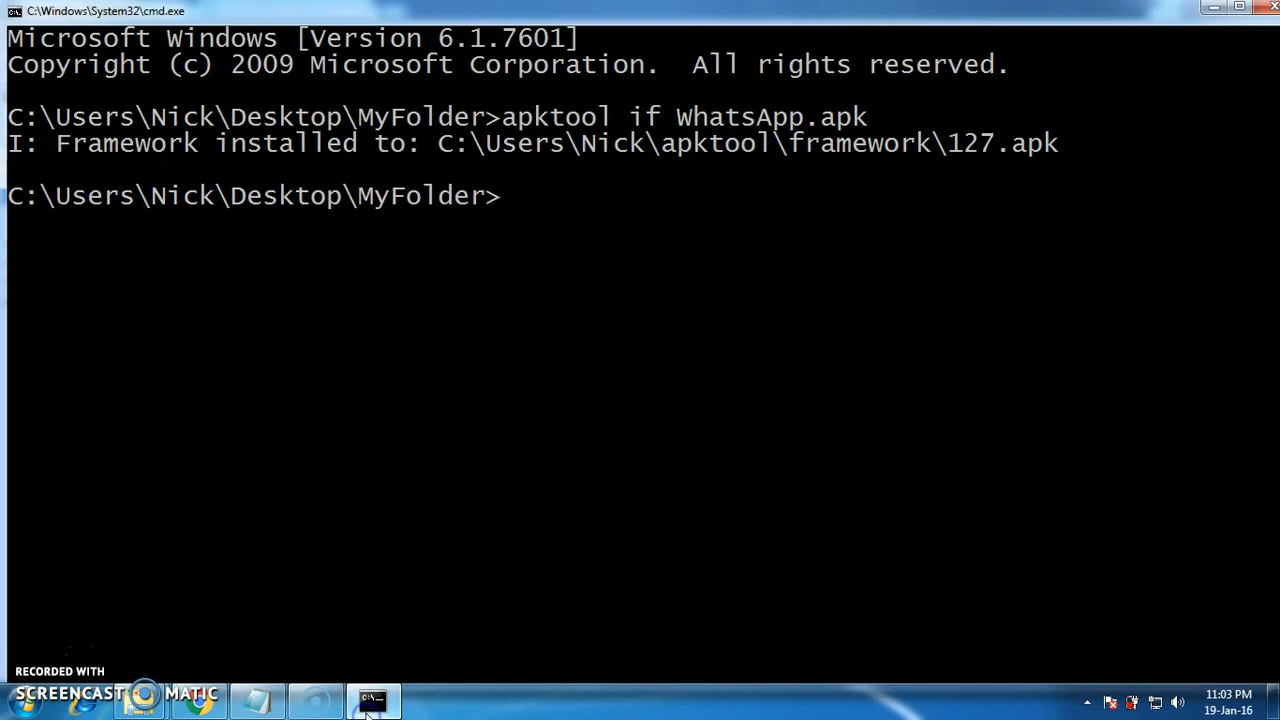 C:\Windows\System32\cmd.exe
Microsoft Windows [Version 6.1.7601]
Copyright (c) 2009 Microsoft Corporation.  All rights reserved.
C:\Users\Nick\Desktop\MyFolder>apktool if WhatsApp.apk
I: Framework installed to: C:\Users\Nick\apktool\framework\127.apk
C:\Users\Nick\Desktop\MyFolder>
RECORDED WITH
SCREENCAST MATIC
11:03 PM
19-Jan-16